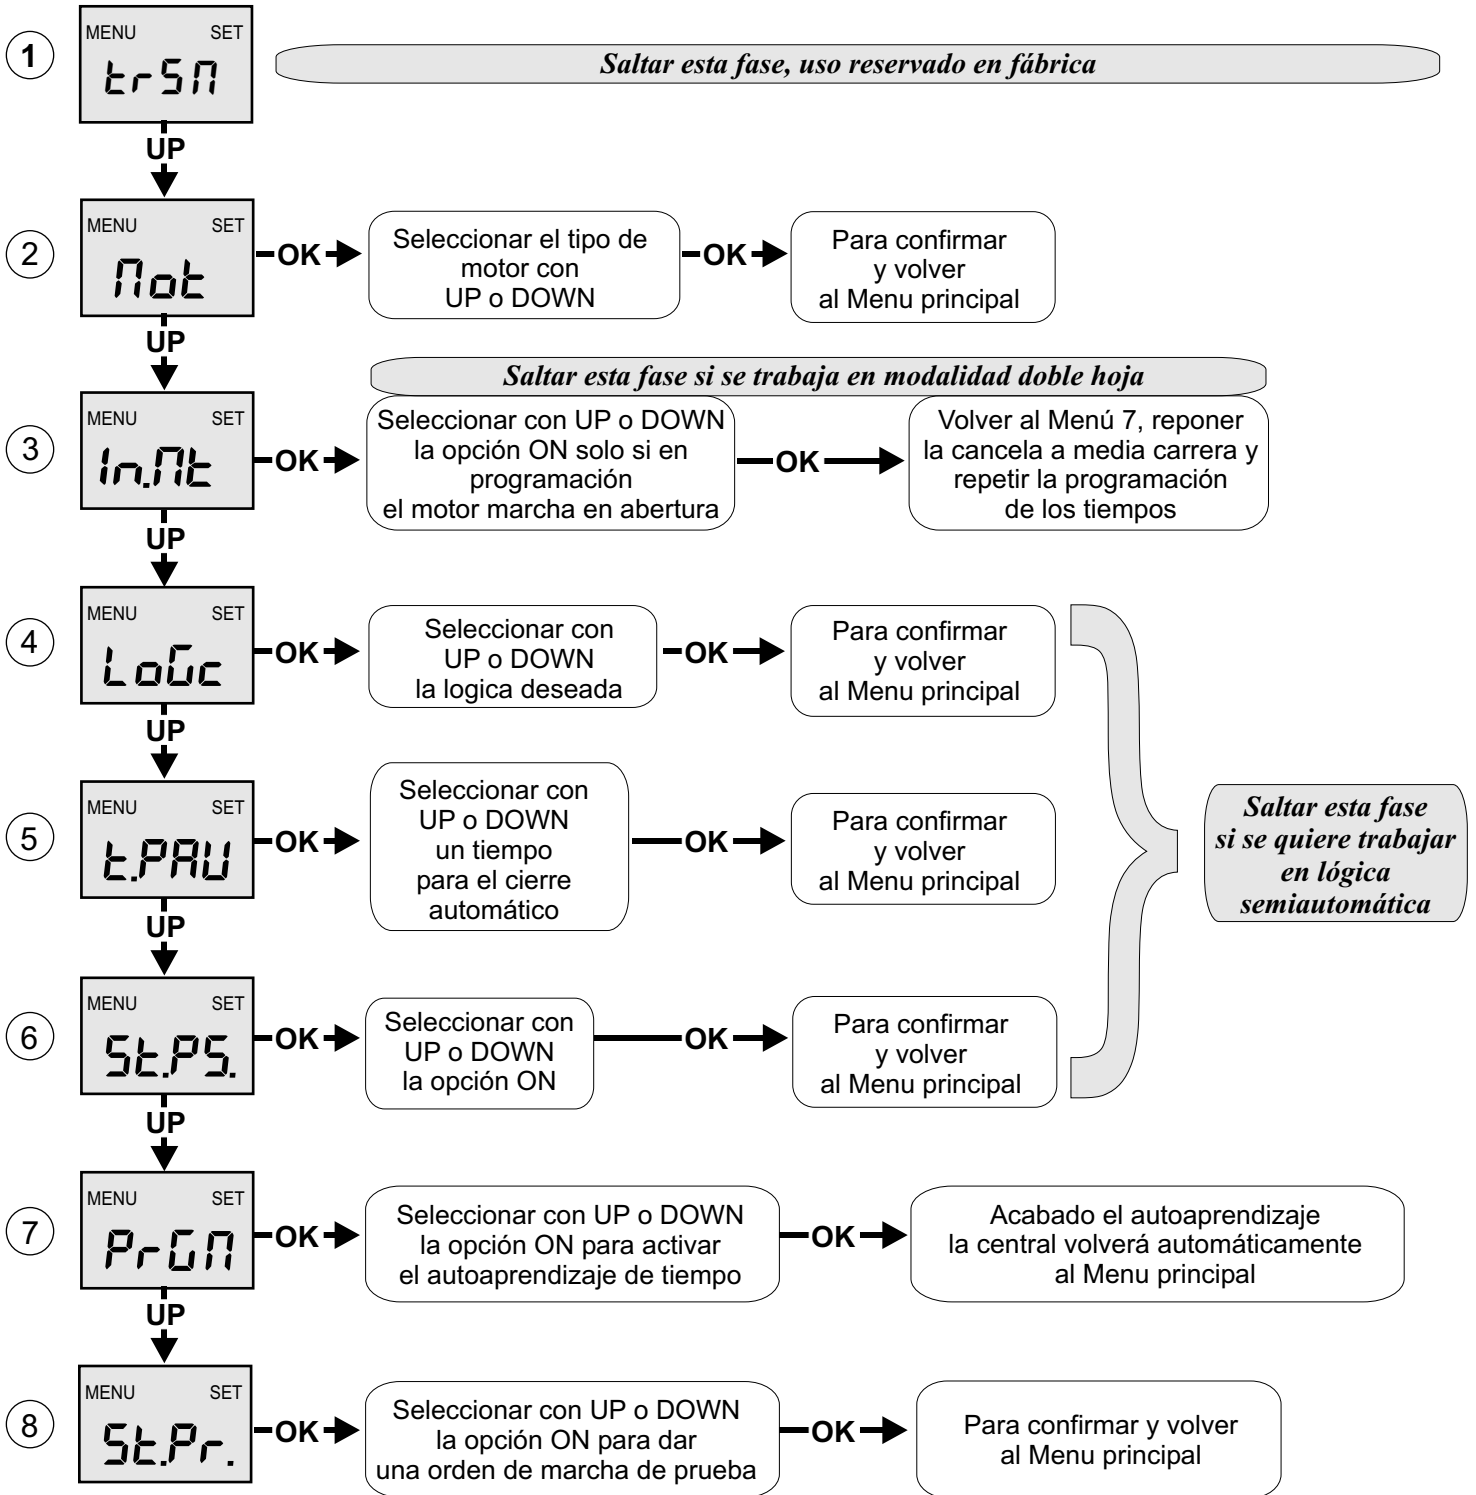 1
MENU SET
trSM
Saltar esta fase, uso reservado en fábrica
UP
2
MENU SET
Mot
OK
Seleccionar el tipo de
motor con
UP o DOWN
OK
Para confirmar
y volver
al Menu principal
UP
Saltar esta fase si se trabaja en modalidad doble hoja
3
MENU SET
In.Mt
OK
Seleccionar con UP o DOWN
la opción ON solo si en
programación
el motor marcha en abertura
OK
Volver al Menú 7, reponer
la cancela a media carrera y
repetir la programación
de los tiempos
UP
4
MENU SET
LoGc
OK
Seleccionar con
UP o DOWN
la logica deseada
OK
Para confirmar
y volver
al Menu principal
UP
5
MENU SET
t.PAU
OK
Seleccionar con
UP o DOWN
un tiempo
para el cierre
automático
OK
Para confirmar
y volver
al Menu principal
Saltar esta fase
si se quiere trabajar
en lógica
semiautomática
UP
6
MENU SET
St.PS.
OK
Seleccionar con
UP o DOWN
la opción ON
OK
Para confirmar
y volver
al Menu principal
UP
7
MENU SET
PrGM
OK
Seleccionar con UP o DOWN
la opción ON para activar
el autoaprendizaje de tiempo
OK
Acabado el autoaprendizaje
la central volverá automáticamente
al Menu principal
UP
8
MENU SET
St.Pr.
OK
Seleccionar con UP o DOWN
la opción ON para dar
una orden de marcha de prueba
OK
Para confirmar y volver
al Menu principal